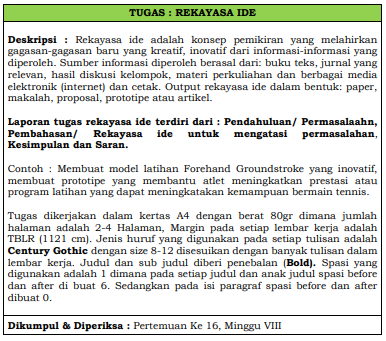 TUGAS : REKAYASA IDE
Deskripsi : Rekayasa ide adalah konsep pemikiran yang melahirkan
gagasan-gagasan baru yang kreatif, inovatif dari informasi-informasi yang
diperoleh. Sumber informasi diperoleh berasal dari: buku teks, jurnal yang
relevan, hasil diskusi kelompok, materi perkuliahan dan berbagai media
elektronik (internet) dan cetak. Output rekayasa ide dalam bentuk: paper,
makalah, proposal, prototipe atau artikel.
Laporan tugas rekayasa ide terdiri dari : Pendahuluan/ Permasalaahn,
Pembahasan/ Rekayasa ide untuk mengatasi permasalahan,
Kesimpulan dan Saran.
Contoh : Membuat model latihan Forehand Groundstroke yang inovatif,
membuat prototype yang membantu atlet meningkatkan prestasi atau
program latihan yang dapat meningkatakan kemampuan bermain tennis.
Tugas dikerjakan dalam kertas A4 dengan berat 80gr dimana jumlah
halaman adalah 2-4 Halaman, Margin pada setiap lembar kerja adalah
TBLR (1121 cm). Jenis huruf yang digunakan pada setiap tulisan adalah
Century Gothic dengan size 8-12 disesuikan dengan banyak tulisan dalam
lembar kerja. Judul dan sub judul diberi penebalan (Bold). Spasi yang
digunakan adalah 1 dimana pada setiap judul dan anak judul spasi before
dan after di buat 6. Sedangkan pada isi paragraf spasi before dan after
dibuat 0.
Dikumpul & Diperiksa : Pertemuan Ke 16, Minggu VIII